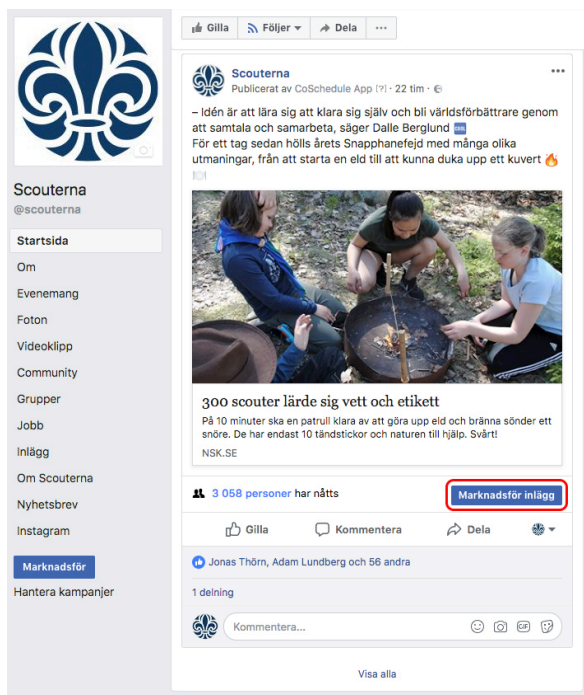 Gilla
Följer
Dela
Scouterna
Publicerat av CoSchedule App [?] · 22 tim ·
– Idén är att lära sig att klara sig själv och bli världsförbättrare genom
att samtala och samarbeta, säger Dalle Berglund
För ett tag sedan hölls årets Snapphanefejd med många olika
utmaningar, från att starta en eld till att kunna duka upp ett kuvert
300 scouter lärde sig vett och etikett
På 10 minuter ska en patrull klara av att göra upp eld och bränna sönder ett
snöre. De har endast 10 tändstickor och naturen till hjälp. Svårt!
NSK.SE
3 058 personer har nåtts
Marknadsför inlägg
Gilla
Kommentera
Dela
Jonas Thörn, Adam Lundberg och 56 andra
1 delning
Kommentera...
GIF
Visa alla
Scouterna
@scouterna
Startsida
Om
Evenemang
Foton
Videoklipp
Community
Grupper
Jobb
Inlägg
Om Scouterna
Nyhetsbrev
Instagram
Marknadsför
Hantera kampanjer